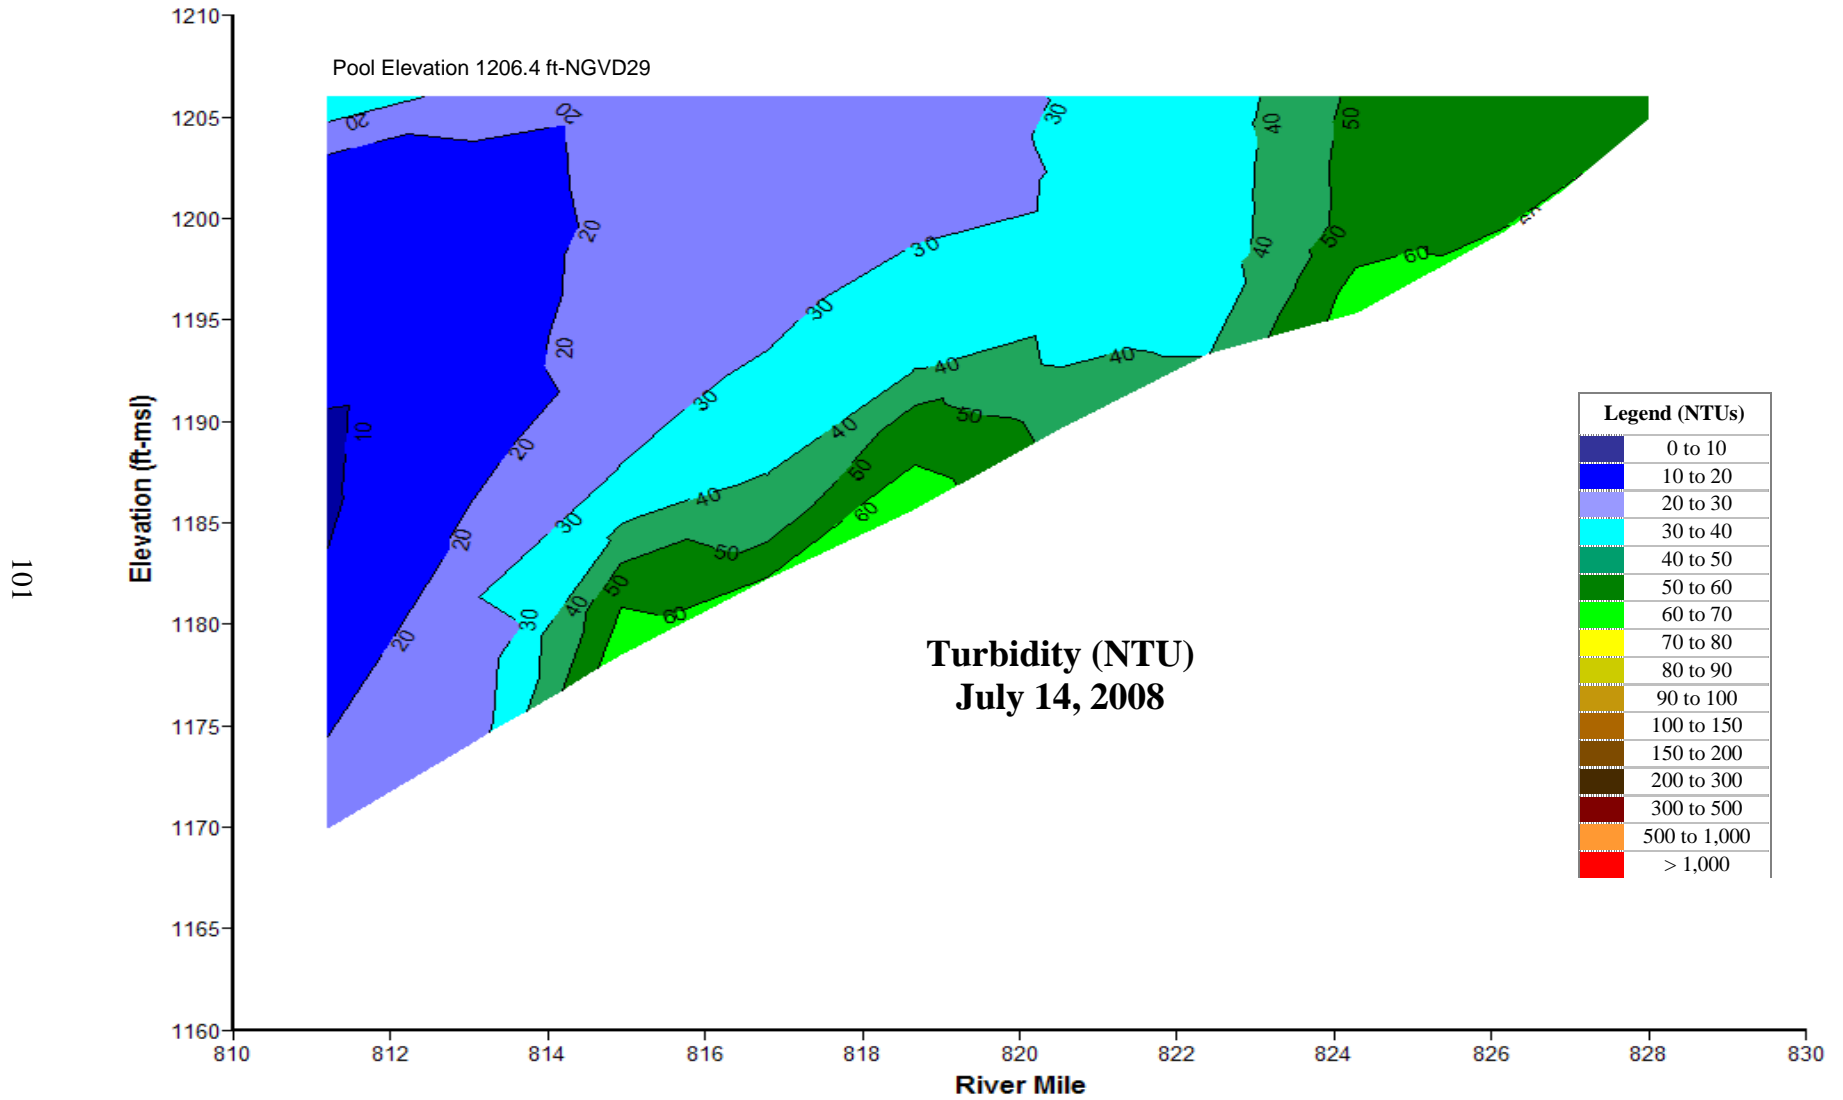 Pool Elevation 1206.4 ft-NGVD29
1210
1205
1200
1195
1190
1185
1180
1175
1170
1165
1160
Elevation (ft-msl)
101
20
20
30
40
50
20
30
40
50
60
60
20
30
30
40
40
10
20
30
40
50
20
30
40
50
60
20
30
40
50
50
60
Turbidity (NTU)
July 14, 2008
Legend (NTUs)
0 to 10
10 to 20
20 to 30
30 to 40
40 to 50
50 to 60
60 to 70
70 to 80
80 to 90
90 to 100
100 to 150
150 to 200
200 to 300
300 to 500
500 to 1,000
> 1,000
810
812
814
816
818
820
822
824
826
828
830
River Mile